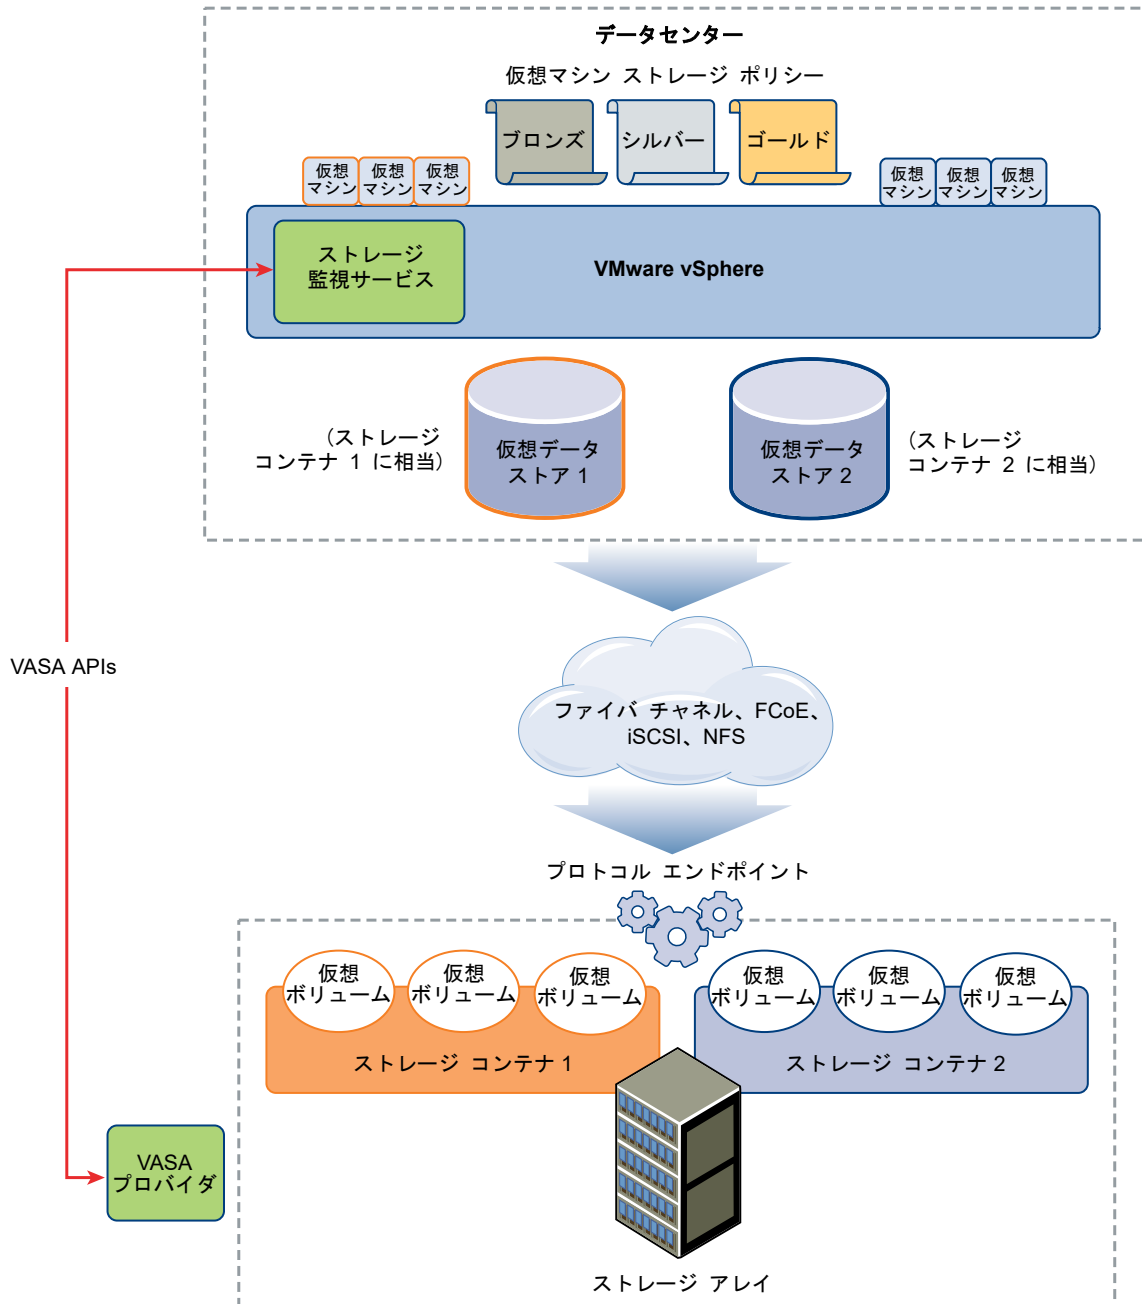 データセンター
仮想マシン ストレージ ポリシー
ブロンズ
シルバー
ゴールド
仮想
マシン
仮想
マシン
仮想
マシン
仮想
マシン
仮想
マシン
仮想
マシン
ストレージ
監視サービス
VMware vSphere
(ストレージ
コンテナ 1 に相当)
仮想データ
ストア 1
仮想データ
ストア 2
(ストレージ
コンテナ 2 に相当)
VASA APIs
ファイバ チャネル、FCoE、
iSCSI、NFS
プロトコル エンドポイント
仮想
ボリューム
仮想
ボリューム
仮想
ボリューム
仮想
ボリューム
仮想
ボリューム
仮想
ボリューム
ストレージ コンテナ 1
ストレージ コンテナ 2
VASA
プロバイダ
ストレージ アレイ